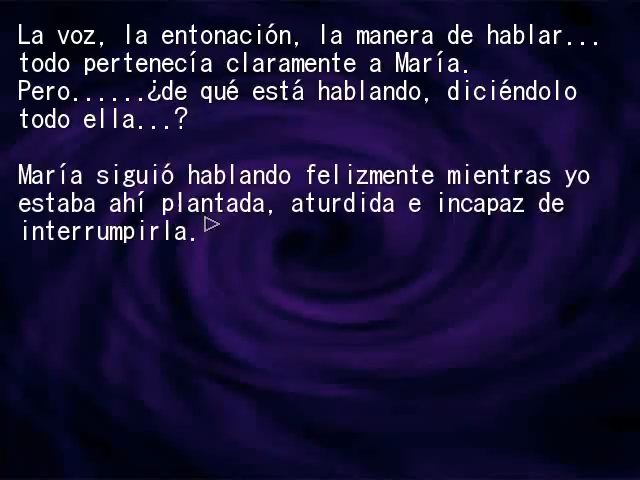 La voz, la entonación, la manera de hablar...
todo pertenecía claramente a María.
Pero......¿de qué está hablando, diciéndolo
todo ella...?
María siguió hablando felizmente mientras yo
estaba ahí plantada, aturdida e incapaz de
interrumpirla.